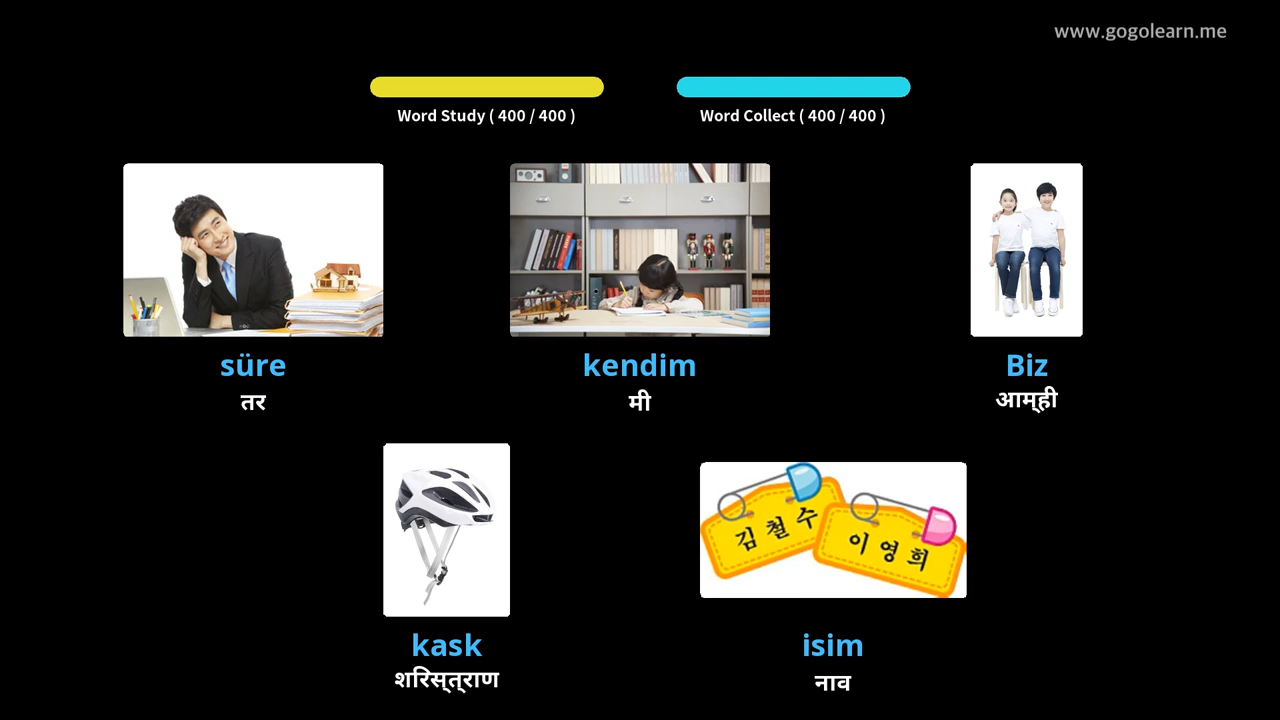 www.gogolearn.me
Word Study ( 400 / 400 )
Word Collect ( 400 / 400 )
süre
तर
kendim
मी
Biz
आम्ही
김철수
이영희
kask
शिरस्त्राण
isim
नाव